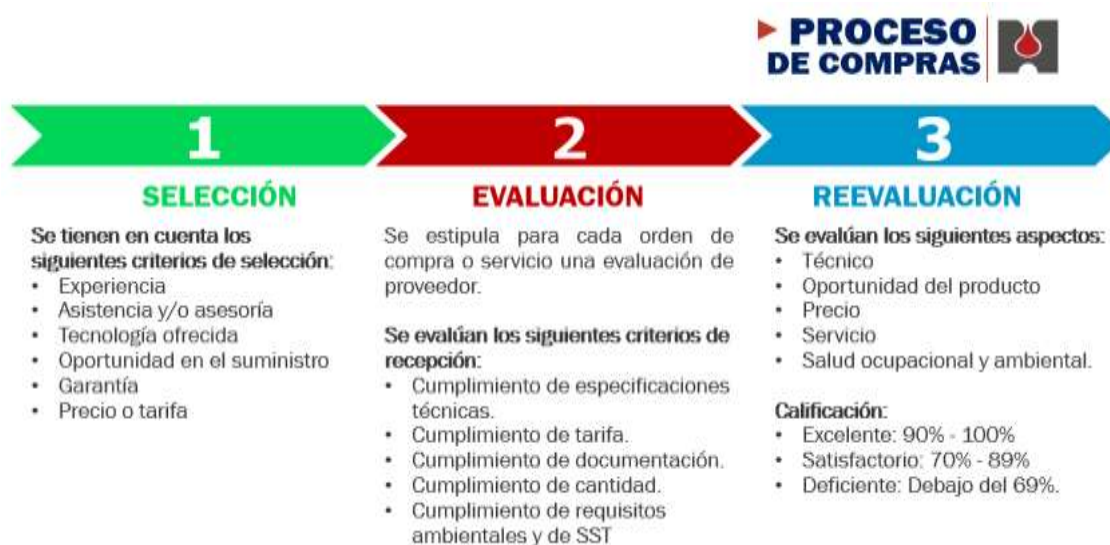 PROCESO
DE COMPRAS
1
SELECCIÓN
Se tienen en cuenta los
siguientes criterios de selección:
• Experiencia
• Asistencia y/o asesoría
• Tecnología ofrecida
• Oportunidad en el suministro
• Garantía
• Precio o tarifa
2
EVALUACIÓN
Se estipula para cada orden de
compra o servicio una evaluación de
proveedor.
Se evalúan los siguientes criterios de
recepción:
• Cumplimiento de especificaciones
técnicas.
• Cumplimiento de tarifa.
• Cumplimiento de documentación.
• Cumplimiento de cantidad.
• Cumplimiento de requisitos
ambientales y de SST
3
REEVALUACIÓN
Se evalúan los siguientes aspectos:
• Técnico
• Oportunidad del producto
• Precio
• Servicio
• Salud ocupacional y ambiental.
Calificación:
• Excelente: 90% - 100%
• Satisfactorio: 70% - 89%
• Deficiente: Debajo del 69%.